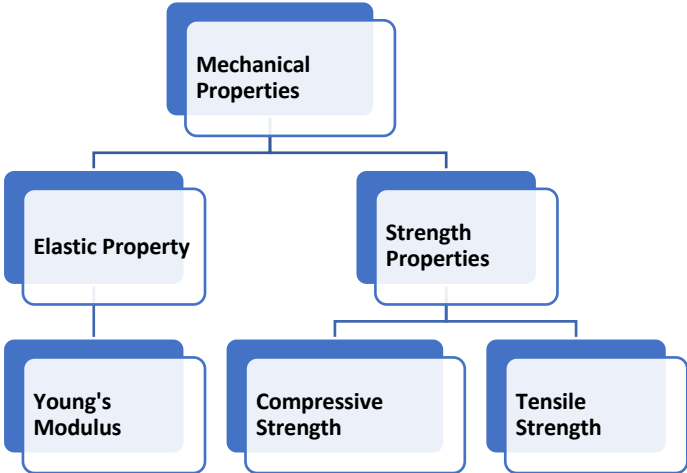 Mechanical
Properties
Elastic Property
Strength
Properties
Young's
Modulus
Compressive
Strength
Tensile
Strength